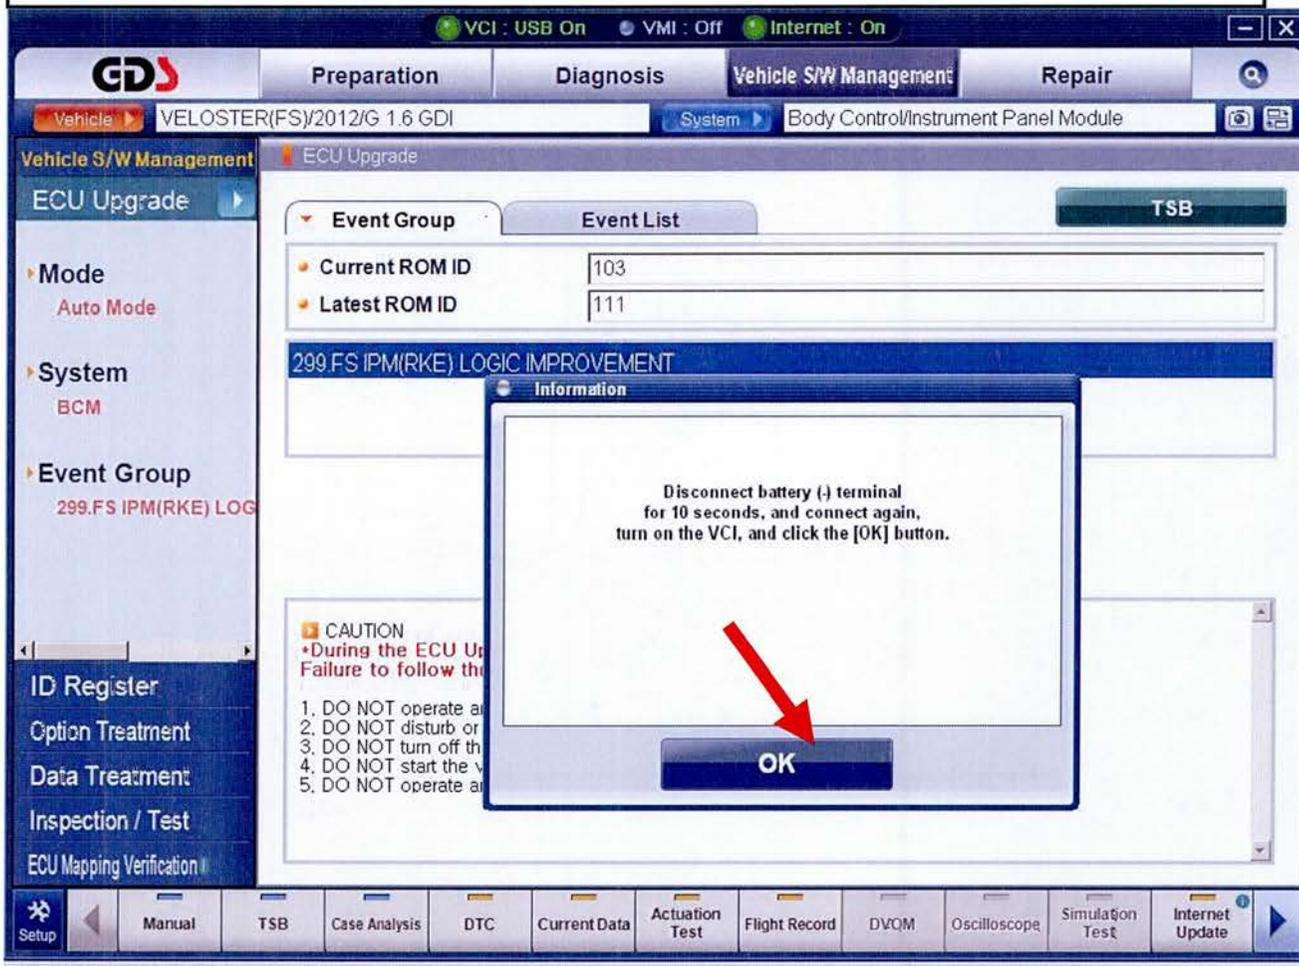 VCI : USB On VMI : Off Internet : On
GDS
Preparation
Diagnosis
Vehicle S/W Management
Repair
Vehicle
VELOSTER(FS)/2012/G 1.6 GDI
System
Body Control/Instrument Panel Module
Vehicle S/W Management
ECU Upgrade
ECU Upgrade
Mode
Auto Mode
System
BCM
Event Group
299.FS IPM(RKE) LOG
ID Register
Option Treatment
Data Treatment
Inspection / Test
ECU Mapping Verification
Event Group
Event List
TSB
Current ROM ID
103
Latest ROM ID
111
299.FS IPM(RKE) LOGIC IMPROVEMENT
Information
Disconnect battery (-) terminal
for 10 seconds, and connect again,
turn on the VCI, and click the [OK] button.
OK
CAUTION
*During the ECU Up
Failure to follow the
1. DO NOT operate a
2. DO NOT disturb or
3. DO NOT turn off th
4. DO NOT start the v
5. DO NOT operate a
Setup
Manual
TSB
Case Analysis
DTC
Current Data
Actuation
Test
Flight Record
DVOM
Oscilloscope
Simulation
Test
Internet
Update